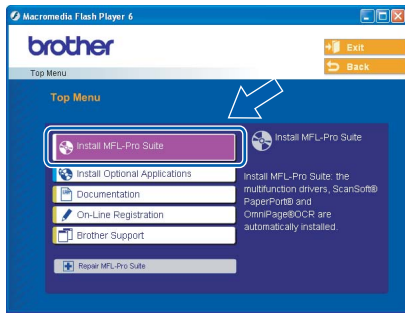 Macromedia Flash Player 6
brother
Exit
Back
Top Menu
Top Menu
Install MFL-Pro Suite
Install Optional Applications
Documentation
On-Line Registration
Brother Support
Repair MFL-Pro Suite
Install MFL-Pro Suite
Install MFL-Pro Suite: the
multifunction drivers, ScanSoft®
PaperPort® and
OmniPage®OCR are
automatically installed.